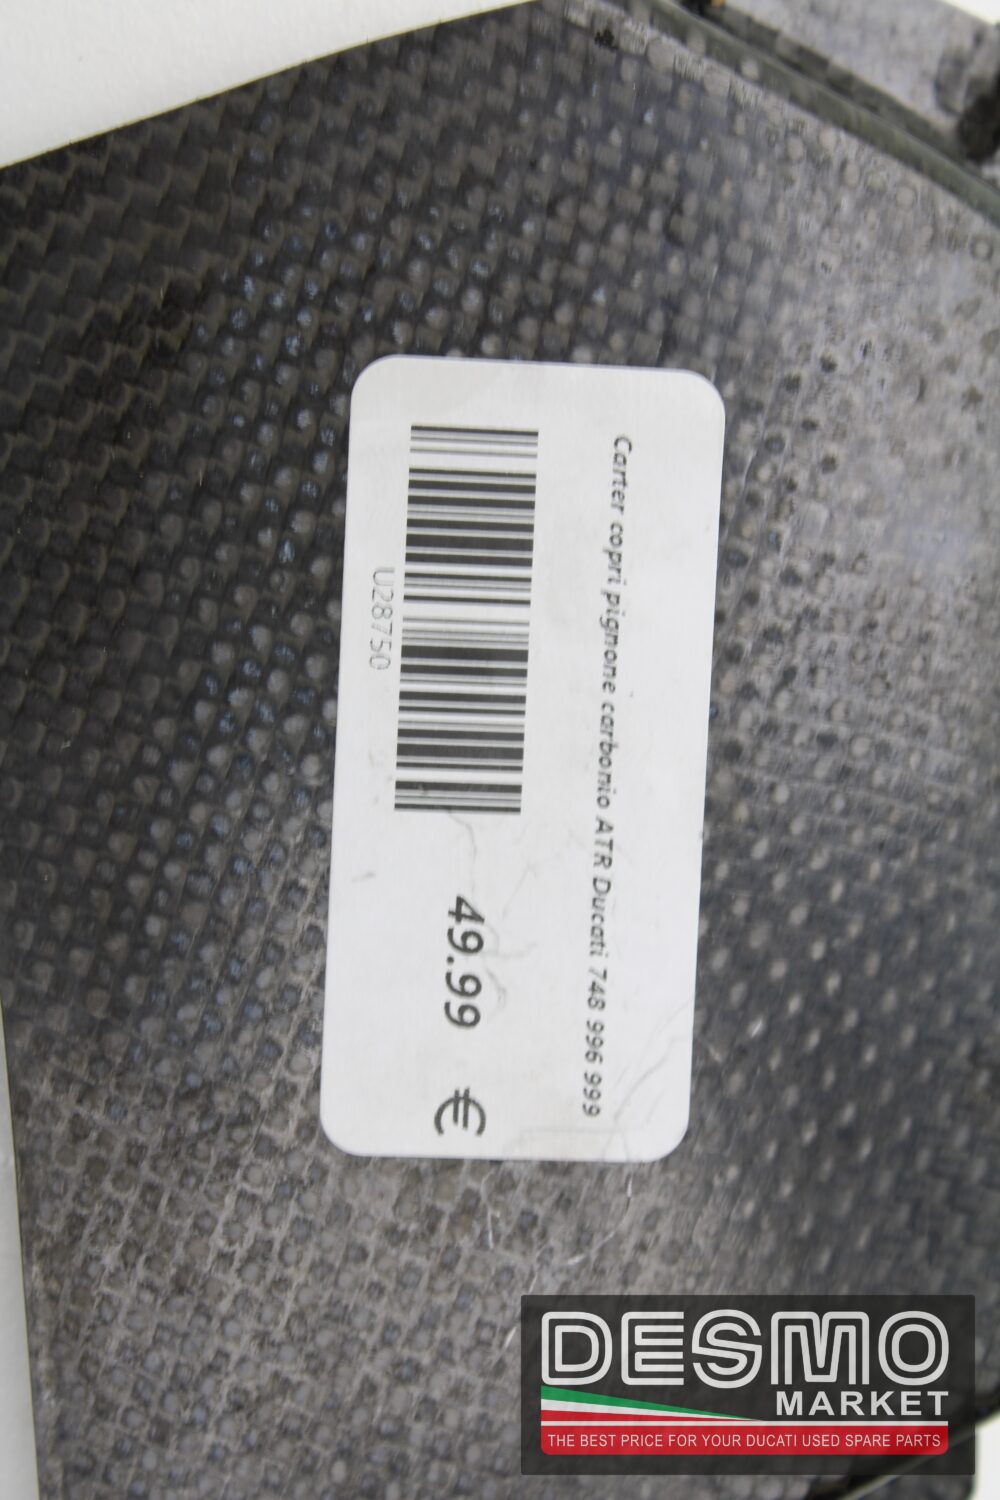 Carter copri pignone carbonio ATR Ducati 748 996 999
U28750
49.99 €
DESMO
MARKET
THE BEST PRICE FOR YOUR DUCATI USED SPARE PARTS